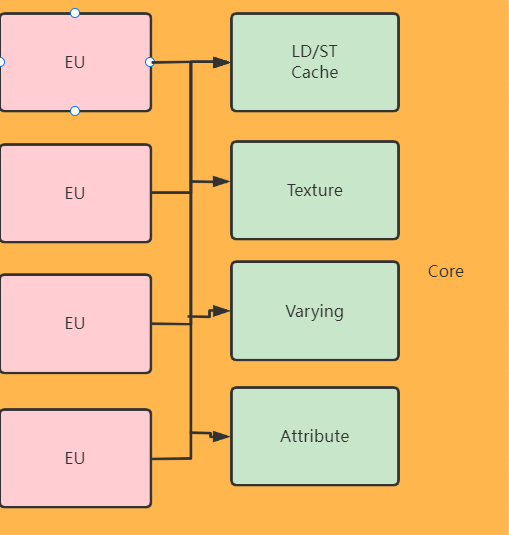 EU
LD/ST
Cache
EU
Texture
Core
EU
Varying
EU
Attribute